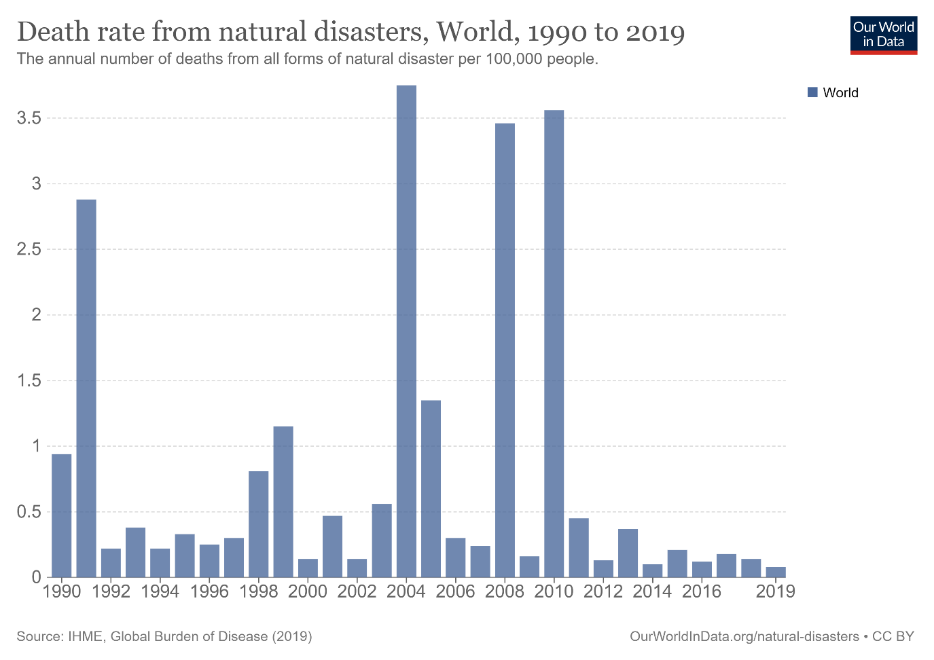 Death rate from natural disasters, World, 1990 to 2019
The annual number of deaths from all forms of natural disaster per 100,000 people.
Our World
in Data
World
3.5
3
2.5
2
1.5
1
0.5
0
1990 1992 1994 1996 1998 2000 2002 2004 2006 2008 2010 2012 2014 2016 2019
Source: IHME, Global Burden of Disease (2019)
OurWorldInData.org/natural-disasters • CC BY